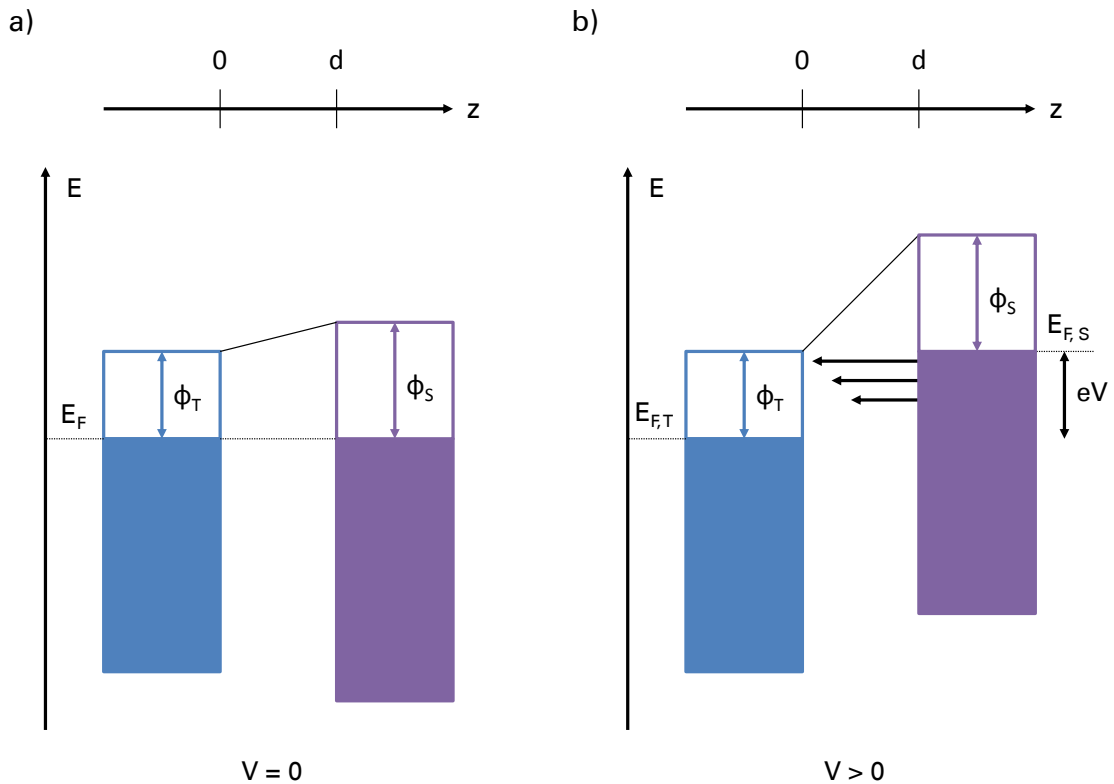 a)
0 d
z
E
ϕT
ϕS
EF
V = 0
b)
0 d
z
E
ϕS
EF, S
ϕT
eV
EF,T
V > 0